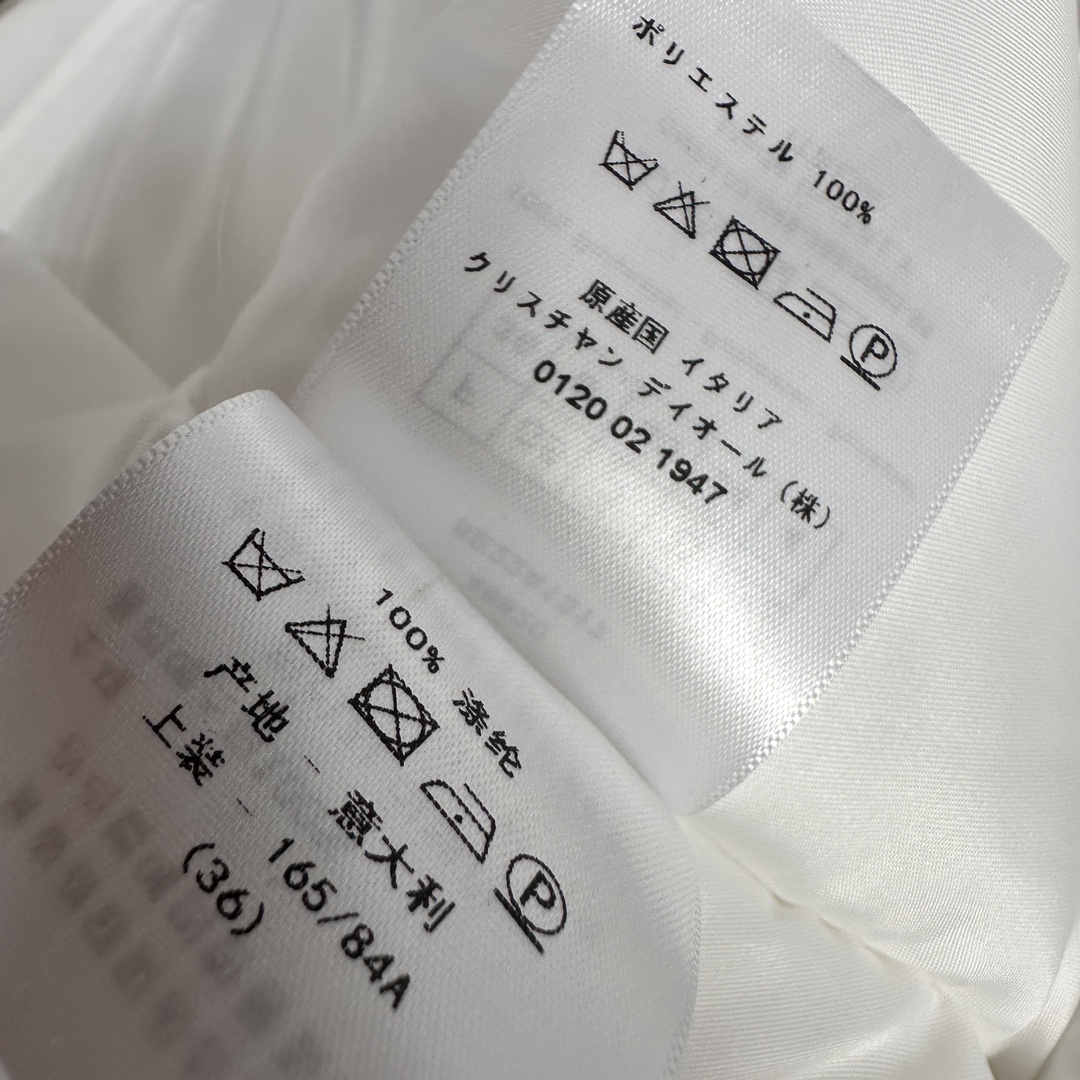 ポリエステル 100%
P
原産国 イタリア
クリスチャン デイオール（株）
0120 02 1947
100% 涤纶
P
产地 - 意大利
上装 - 165/84A
(36)